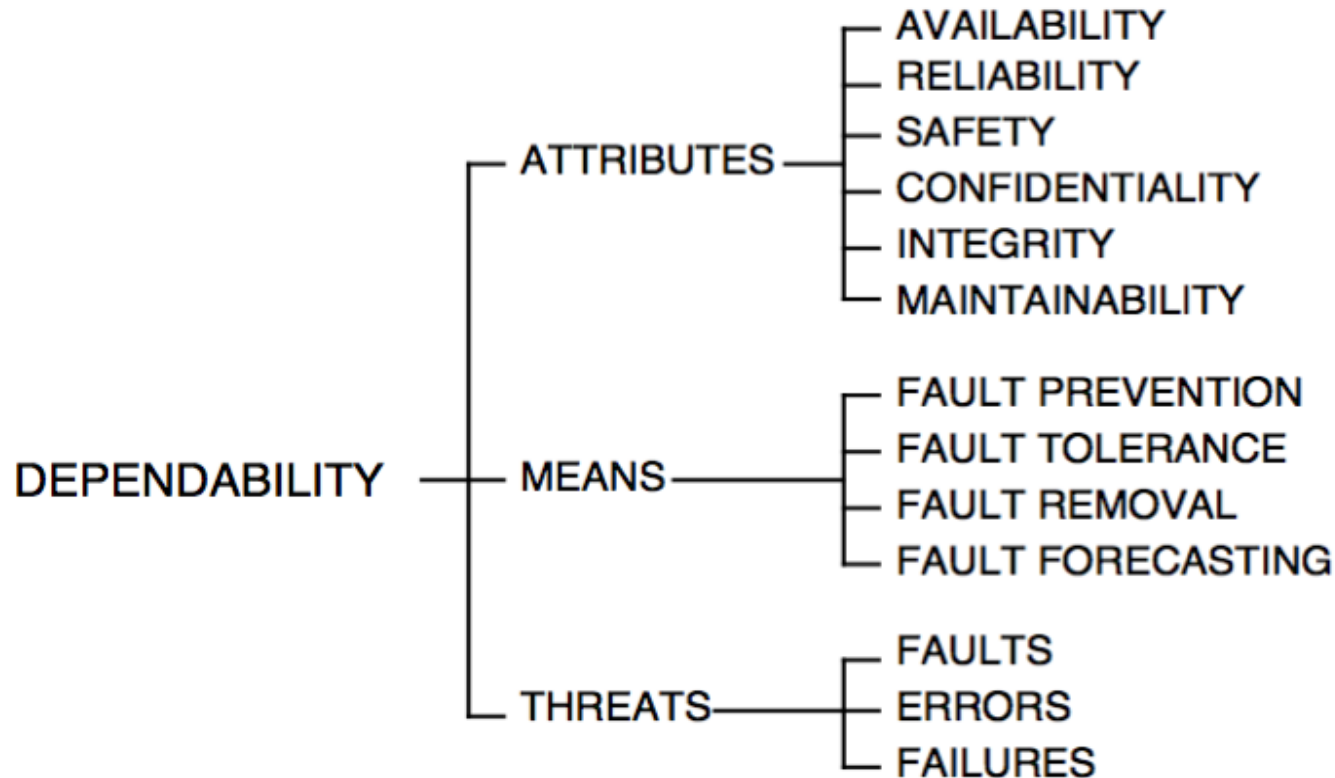 DEPENDABILITY
ATTRIBUTES
AVAILABILITY
RELIABILITY
SAFETY
CONFIDENTIALITY
INTEGRITY
MAINTAINABILITY
MEANS
FAULT PREVENTION
FAULT TOLERANCE
FAULT REMOVAL
FAULT FORECASTING
THREATS
FAULTS
ERRORS
FAILURES